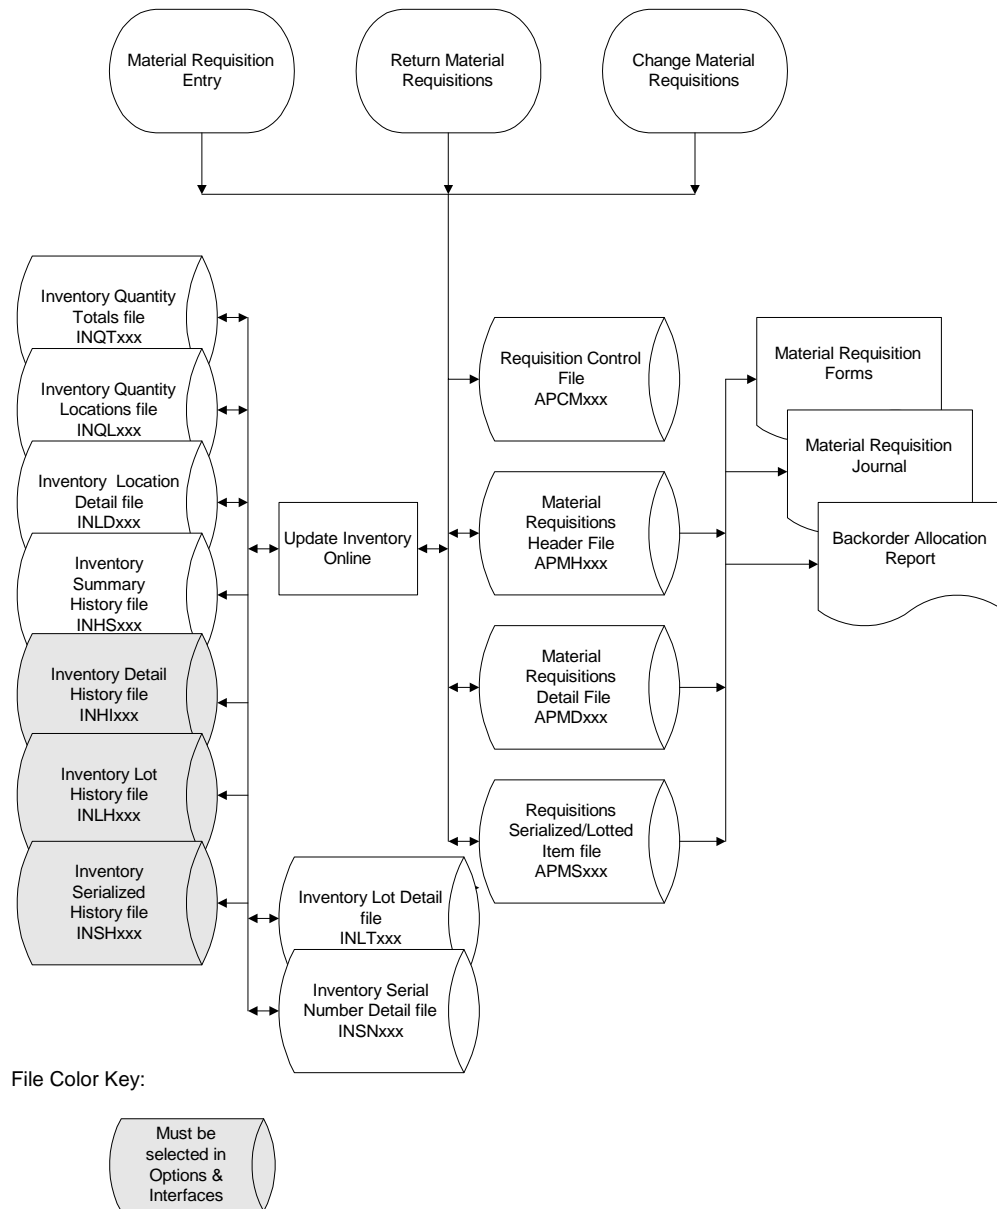 Material Requisition
Entry
Return Material
Requisitions
Change Material
Requisitions
Inventory Quantity
Totals file
INQTxxx
Inventory Quantity
Locations file
INQLxxx
Inventory  Location
Detail file
INLDxxx
Inventory
Summary
History file
INHSxxx
Inventory Detail
History file
INHIxxx
Inventory Lot
History file
INLHxxx
Inventory
Serialized
History file
INSHxxx
Update Inventory
Online
Inventory Lot Detail
file
INLTxxx
Inventory Serial
Number Detail file
INSNxxx
Requisition Control
File
APCMxxx
Material
Requisitions
Header File
APMHxxx
Material
Requisitions
Detail File
APMDxxx
Requisitions
Serialized/Lotted
Item file
APMSxxx
Material Requisition
Forms
Material Requisition
Journal
Backorder Allocation
Report
File Color Key:
Must be
selected in
Options &
Interfaces